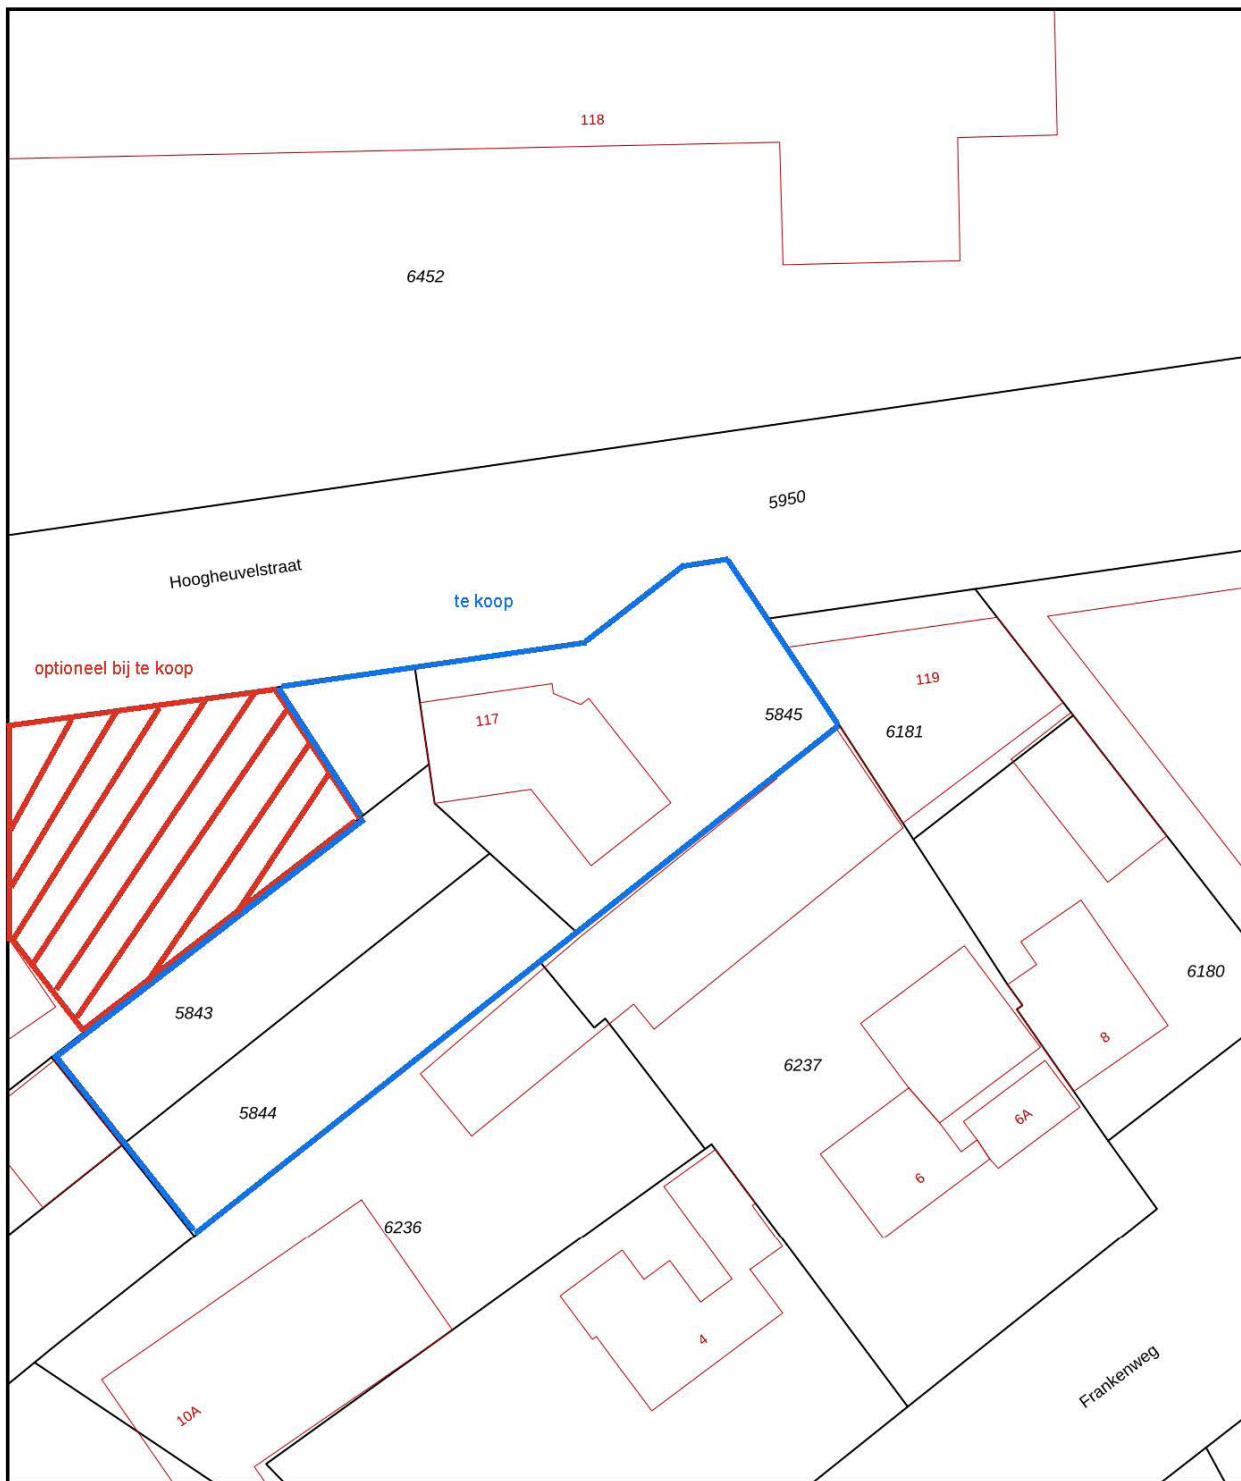 118
6452
5950
Hoogheuvelstraat
te koop
optioneel bij te koop
119
117
5845
6181
6180
5843
8
6237
5844
6A
6
6236
4
Frankenweg
10A